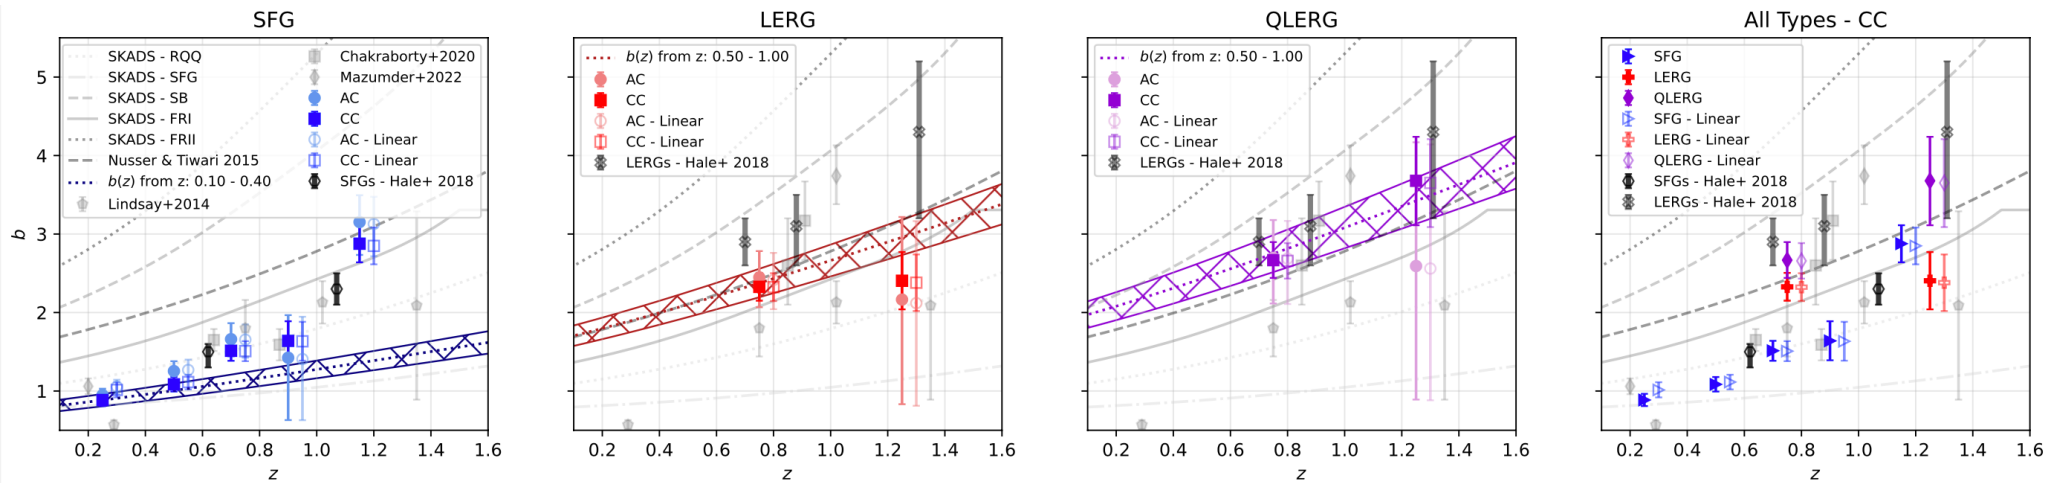 SFG
SKADS - RQQ
SKADS - SFG
SKADS - SB
SKADS - FRI
SKADS - FRII
Nusser & Tiwari 2015
b(z) from z: 0.10 - 0.40
Lindsay+2014
Chakraborty+2020
Mazumder+2022
AC
CC
AC - Linear
CC - Linear
SFGs - Hale+ 2018
b
5
4
3
2
1
0.2 0.4 0.6 0.8 1.0 1.2 1.4 1.6
z
LERG
b(z) from z: 0.50 - 1.00
AC
CC
AC - Linear
CC - Linear
LERGs - Hale+ 2018
0.2 0.4 0.6 0.8 1.0 1.2 1.4 1.6
z
QLERG
b(z) from z: 0.50 - 1.00
AC
CC
AC - Linear
CC - Linear
LERGs - Hale+ 2018
0.2 0.4 0.6 0.8 1.0 1.2 1.4 1.6
z
All Types - CC
SFG
LERG
QLERG
SFG - Linear
LERG - Linear
QLERG - Linear
SFGs - Hale+ 2018
LERGs - Hale+ 2018
0.2 0.4 0.6 0.8 1.0 1.2 1.4 1.6
z